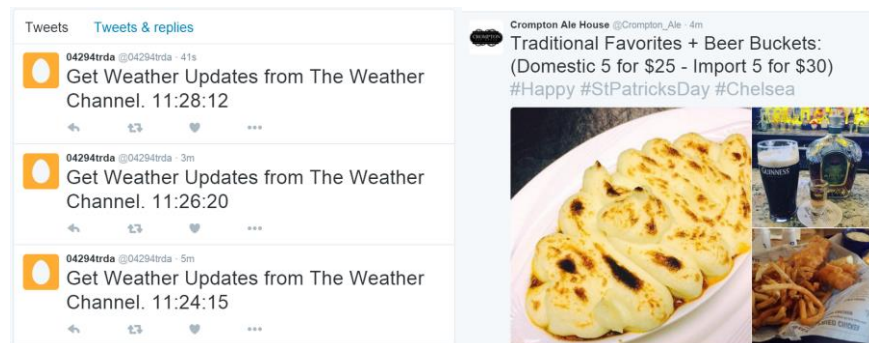 Tweets Tweets & replies
04294trda @04294trda · 41s
Get Weather Updates from The Weather
Channel. 11:28:12
04294trda @04294trda · 3m
Get Weather Updates from The Weather
Channel. 11:26:20
04294trda @04294trda · 5m
Get Weather Updates from The Weather
Channel. 11:24:15
CROMPTON
Crompton Ale House @Crompton_Ale · 4m
Traditional Favorites + Beer Buckets:
(Domestic 5 for $25 - Import 5 for $30)
#Happy #StPatricksDay #Chelsea
GUINNESS